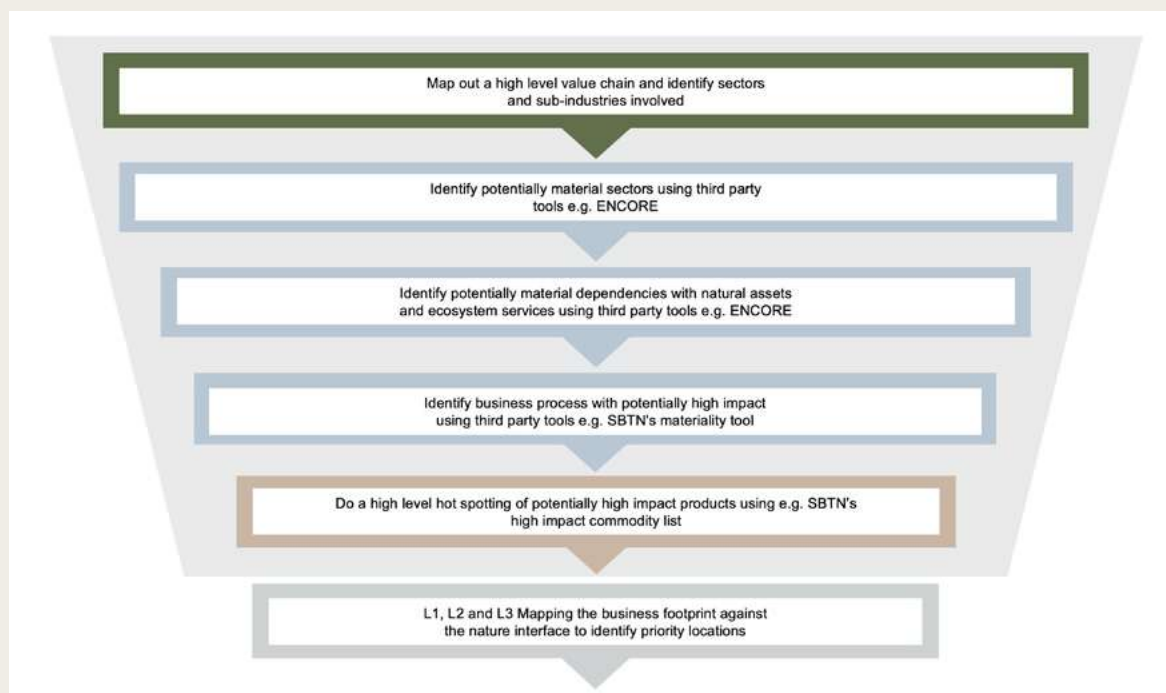 Map out a high level value chain and identify sectors
and sub-industries involved
Identify potentially material sectors using third party
tools e.g. ENCORE
Identify potentially material dependencies with natural assets
and ecosystem services using third party tools e.g. ENCORE
Identify business process with potentially high impact
using third party tools e.g. SBTN's materiality tool
Do a high level hot spotting of potentially high impact products using e.g. SBTN's
high impact commodity list
L1, L2 and L3 Mapping the business footprint against
the nature interface to identify priority locations